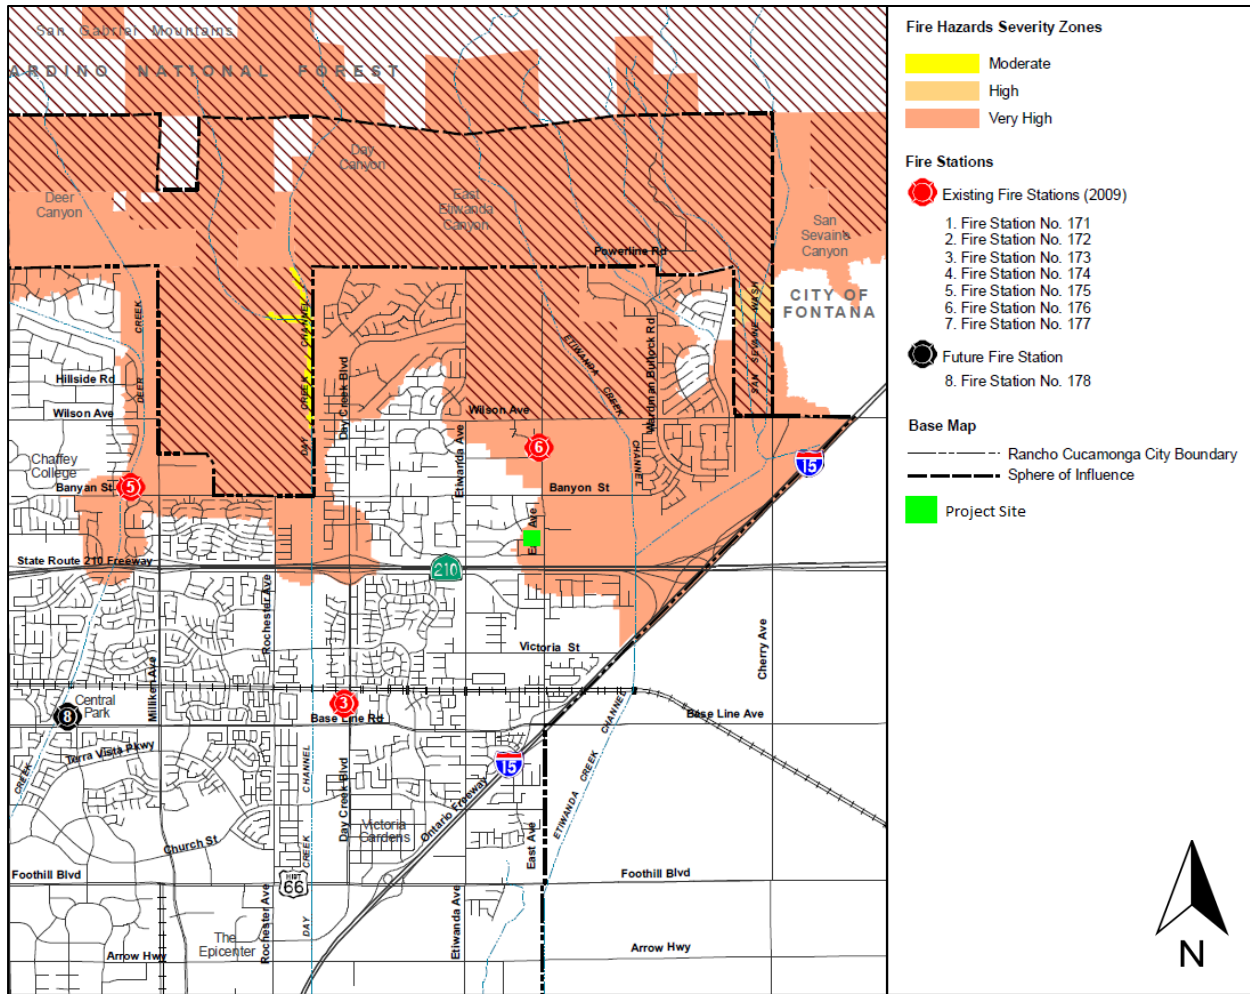 San Gabriel Mountains
ARDINO NATIONAL FOREST
Day
Canyon
Deer
Canyon
East
Etiwanda
Canyon
San
Sevaine
Canyon
Powerline Rd
CITY OF
FONTANA
DEER CREEK
DAY CREEK CHANNEL
Day Creek Blvd
ETIWANDA CREEK
CHANNEL
Wardman Bullock Rd
SAN SEVAINE WASH
Hillside Rd
Wilson Ave
Wilson Ave
Etiwanda Ave
6
15
Chaffey
College
Banyan St
5
Banyon St
State Route 210 Freeway
210
Rochester Ave
Victoria St
Cherry Ave
Milliken Ave
Central
Park
8
3
Base Line Rd
Base Line Ave
Terra Vista Pkwy
CREEK
15
ETIWANDA CREEK CHANNEL
DAY CREEK CHANNEL
Day Creek Blvd
Victoria
Gardens
Ontario Freeway
Church St
East Ave
Foothill Blvd
66
Foothill Blvd
Rochester Ave
Etiwanda Ave
The
Epicenter
Arrow Hwy
Arrow Hwy
Fire Hazards Severity Zones
Moderate
High
Very High
Fire Stations
Existing Fire Stations (2009)
1. Fire Station No. 171
2. Fire Station No. 172
3. Fire Station No. 173
4. Fire Station No. 174
5. Fire Station No. 175
6. Fire Station No. 176
7. Fire Station No. 177
Future Fire Station
8. Fire Station No. 178
Base Map
Rancho Cucamonga City Boundary
Sphere of Influence
Project Site
N